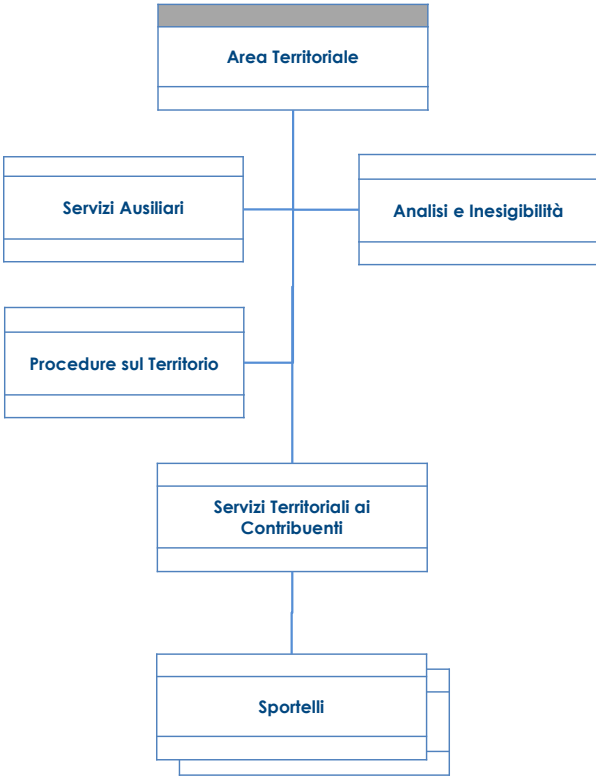 Area Territoriale
Servizi Ausiliari
Analisi e Inesigibilità
Procedure sul Territorio
Servizi Territoriali ai
Contribuenti
Sportelli